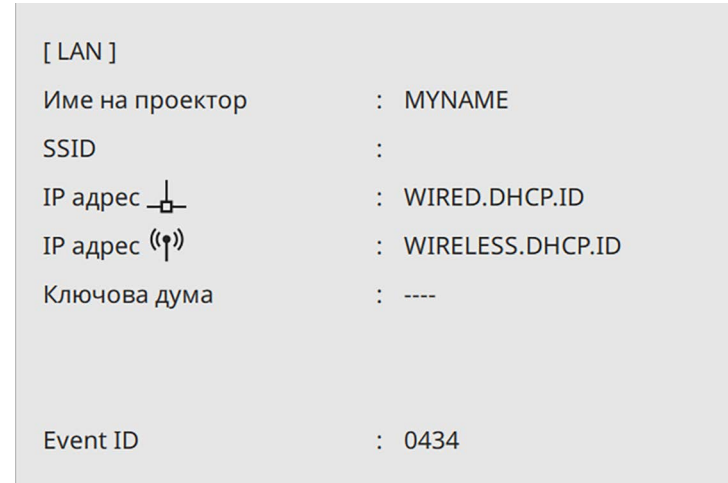 [ LAN ]
Име на проектор : MYNAME
SSID :
IP адрес : WIRED.DHCP.ID
IP адрес : WIRELESS.DHCP.ID
Ключова дума : ----
Event ID : 0434